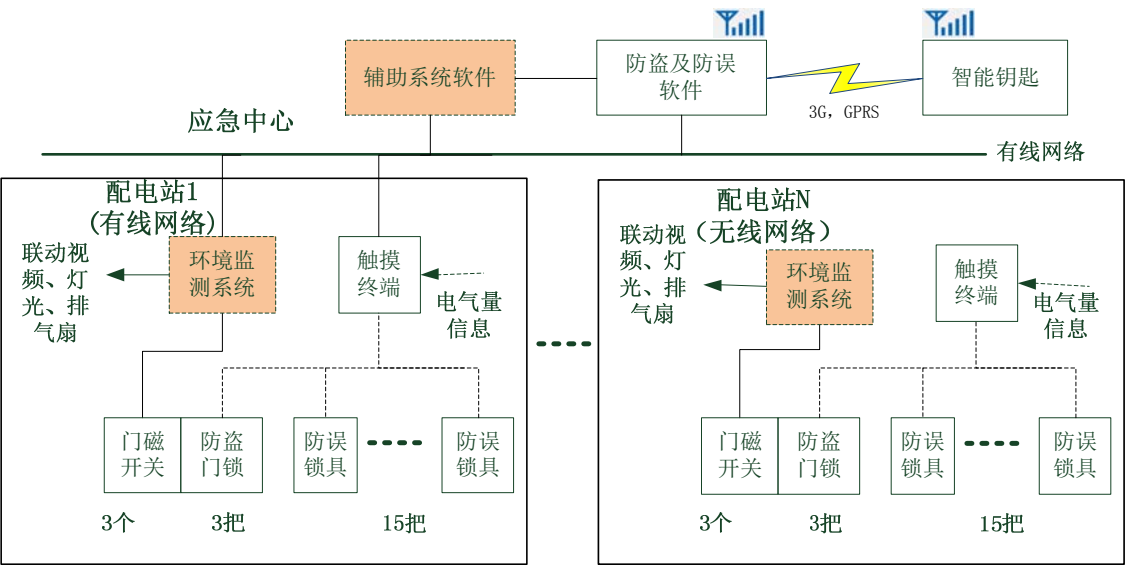 辅助系统软件
防盗及防误
软件
智能钥匙
3G，GPRS
应急中心
有线网络
配电站1
(有线网络)
联动视
频、灯
光、排
气扇
环境监
测系统
触摸
终端
电气量
信息
门磁
开关
防盗
门锁
防误
锁具
防误
锁具
3个
3把
15把
配电站N
（无线网络）
联动视
频、灯
光、排
气扇
环境监
测系统
触摸
终端
电气量
信息
门磁
开关
防盗
门锁
防误
锁具
防误
锁具
3个
3把
15把